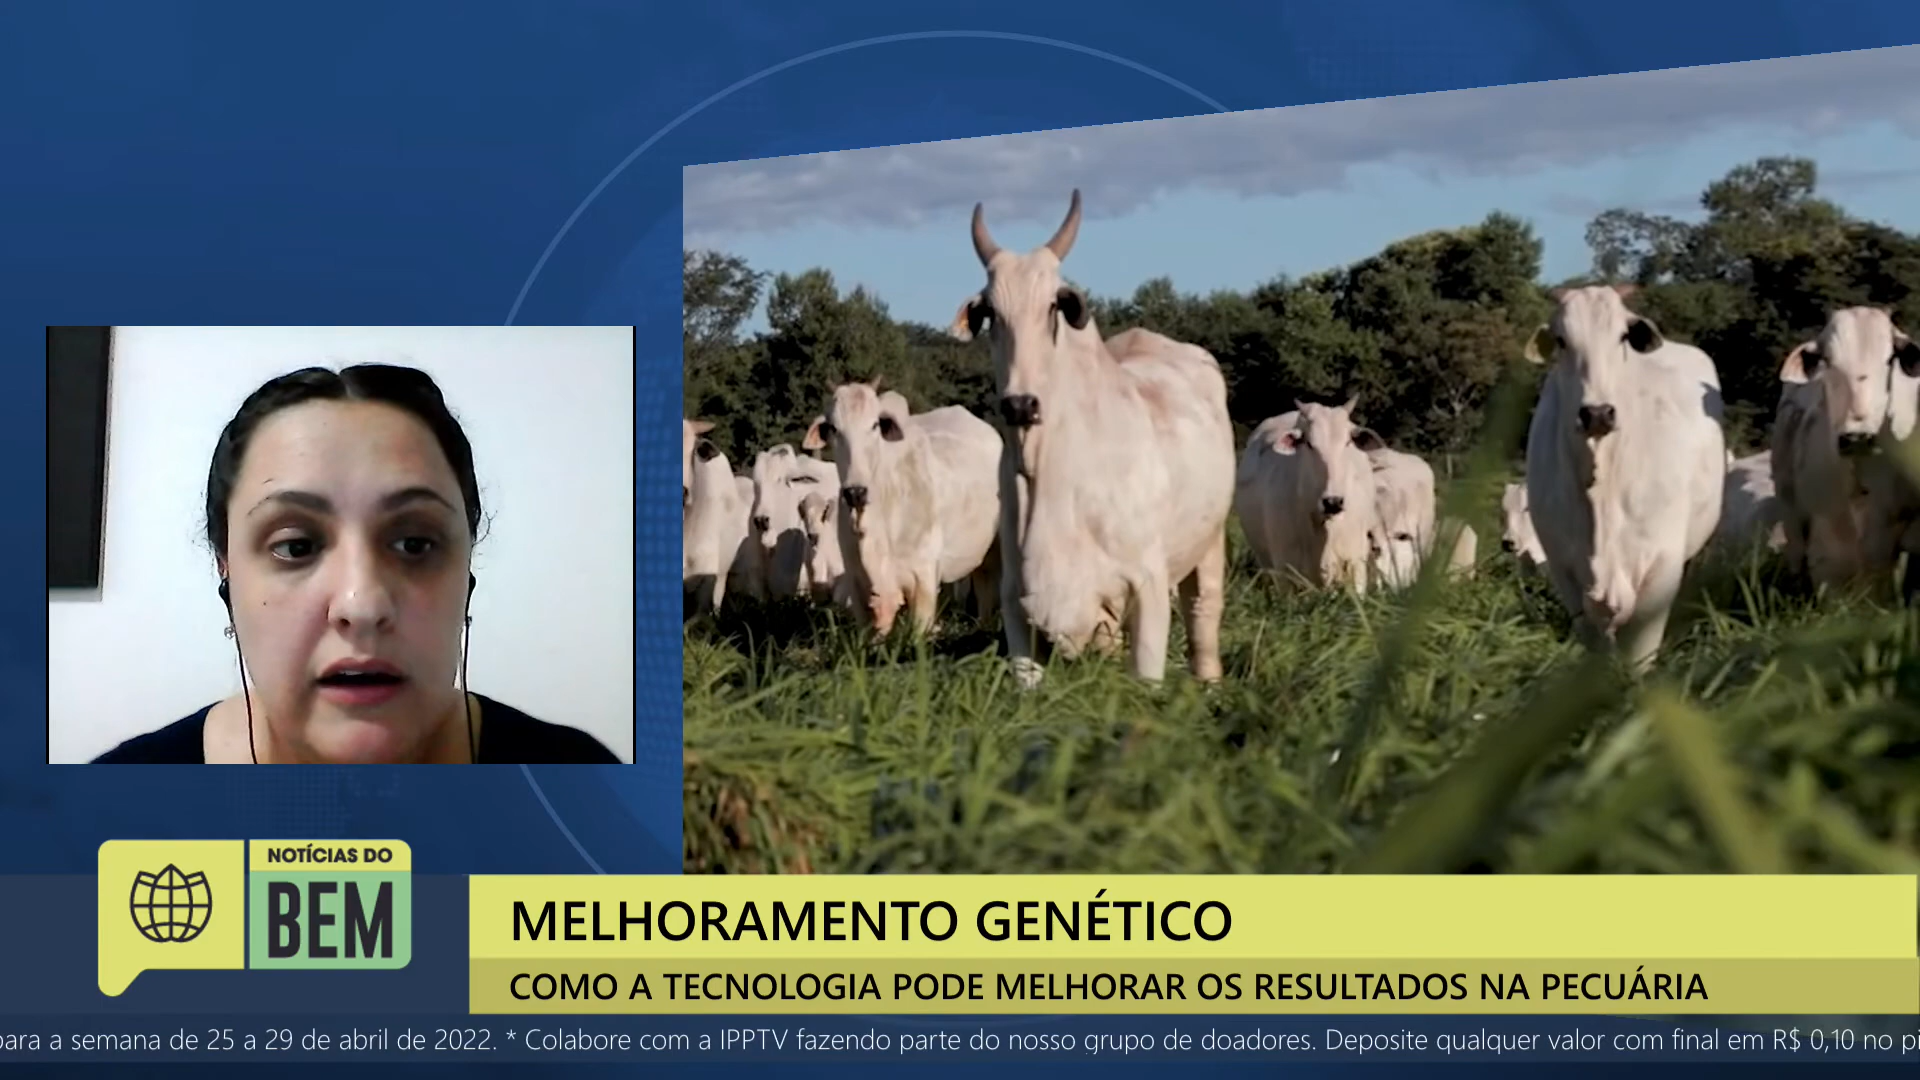 NOTÍCIAS DO
BEM
MELHORAMENTO GENÉTICO
COMO A TECNOLOGIA PODE MELHORAR OS RESULTADOS NA PECUÁRIA
para a semana de 25 a 29 de abril de 2022. * Colabore com a IPPTV fazendo parte do nosso grupo de doadores. Deposite qualquer valor com final em R$ 0,10 no